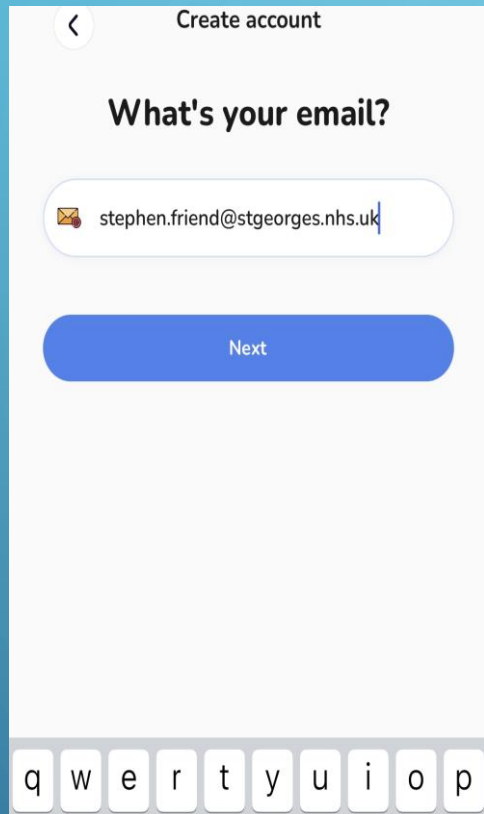 Create account
What's your email?
stephen.friend@stgeorges.nhs.uk
Next
q w e r t y u i o p